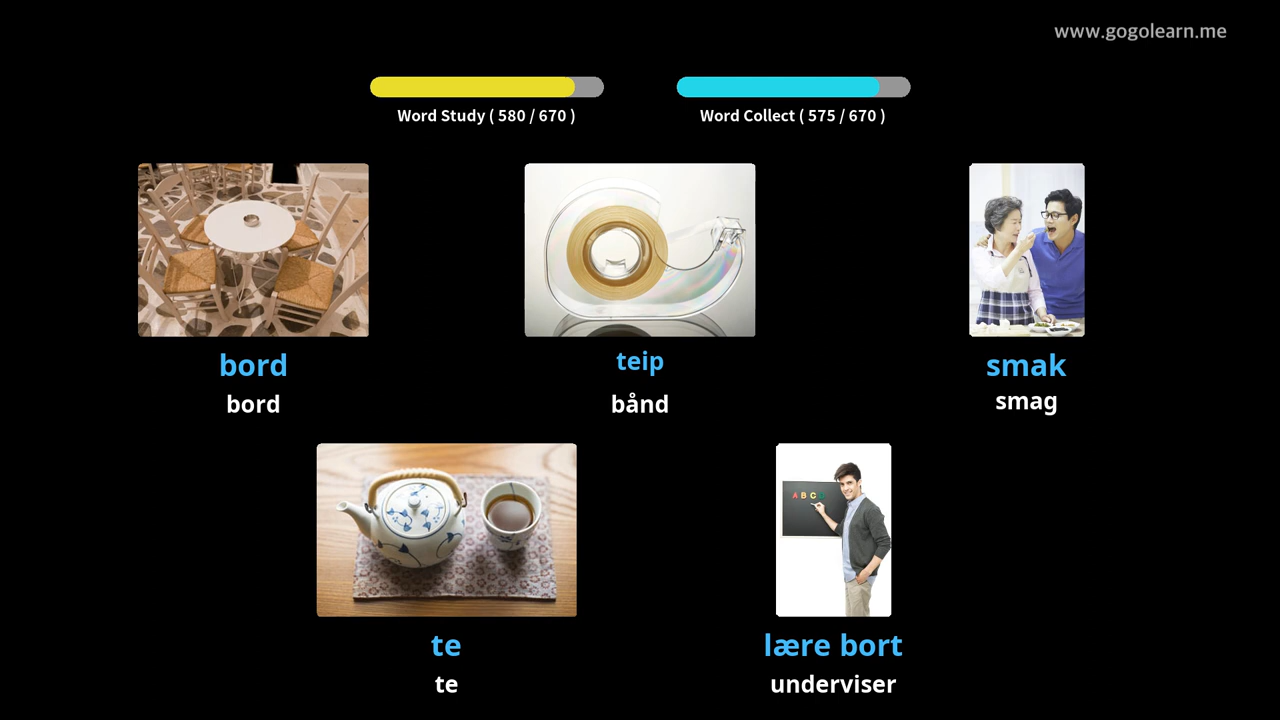 www.gogolearn.me
Word Study ( 580 / 670 )
Word Collect ( 575 / 670 )
bord
bord
teip
bånd
smak
smag
A B C
te
te
lære bort
underviser